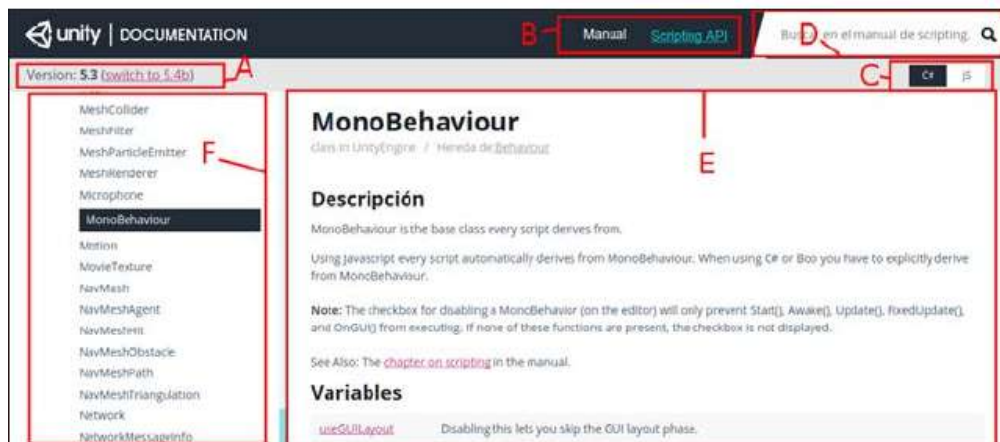 unity | DOCUMENTATION
B
Manual
Scripting API
D
Buscar en el manual de scripting.
Version: 5.3 (switch to 5.4b)
A
C
C#
JS
MeshCollider
MeshFilter
MeshParticleEmitter
MeshRenderer
Microphone
MonoBehaviour
Motion
MovieTexture
NavMesh
NavMeshAgent
NavMeshHit
NavMeshObstacle
NavMeshPath
NavMeshTriangulation
Network
NetworkMessageInfo
F
E
MonoBehaviour
class in UnityEngine / Hereda de:Behaviour
Descripción
MonoBehaviour is the base class every script derives from.
Using Javascript every script automatically derives from MonoBehaviour. When using C# or Boo you have to explicitly derive
from MonoBehaviour.
Note: The checkbox for disabling a MonoBehavior (on the editor) will only prevent Start(), Awake(), Update(), FixedUpdate(),
and OnGUI() from executing. If none of these functions are present, the checkbox is not displayed.
See Also: The chapter on scripting in the manual.
Variables
useGUILayout Disabling this lets you skip the GUI layout phase.